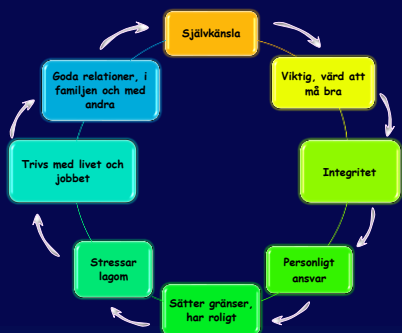 Självkänsla
Viktig, värd att
må bra
Integritet
Personligt
ansvar
Sätter gränser,
har roligt
Stressar
lagom
Trivs med livet och
jobbet
Goda relationer, i
familjen och med
andra